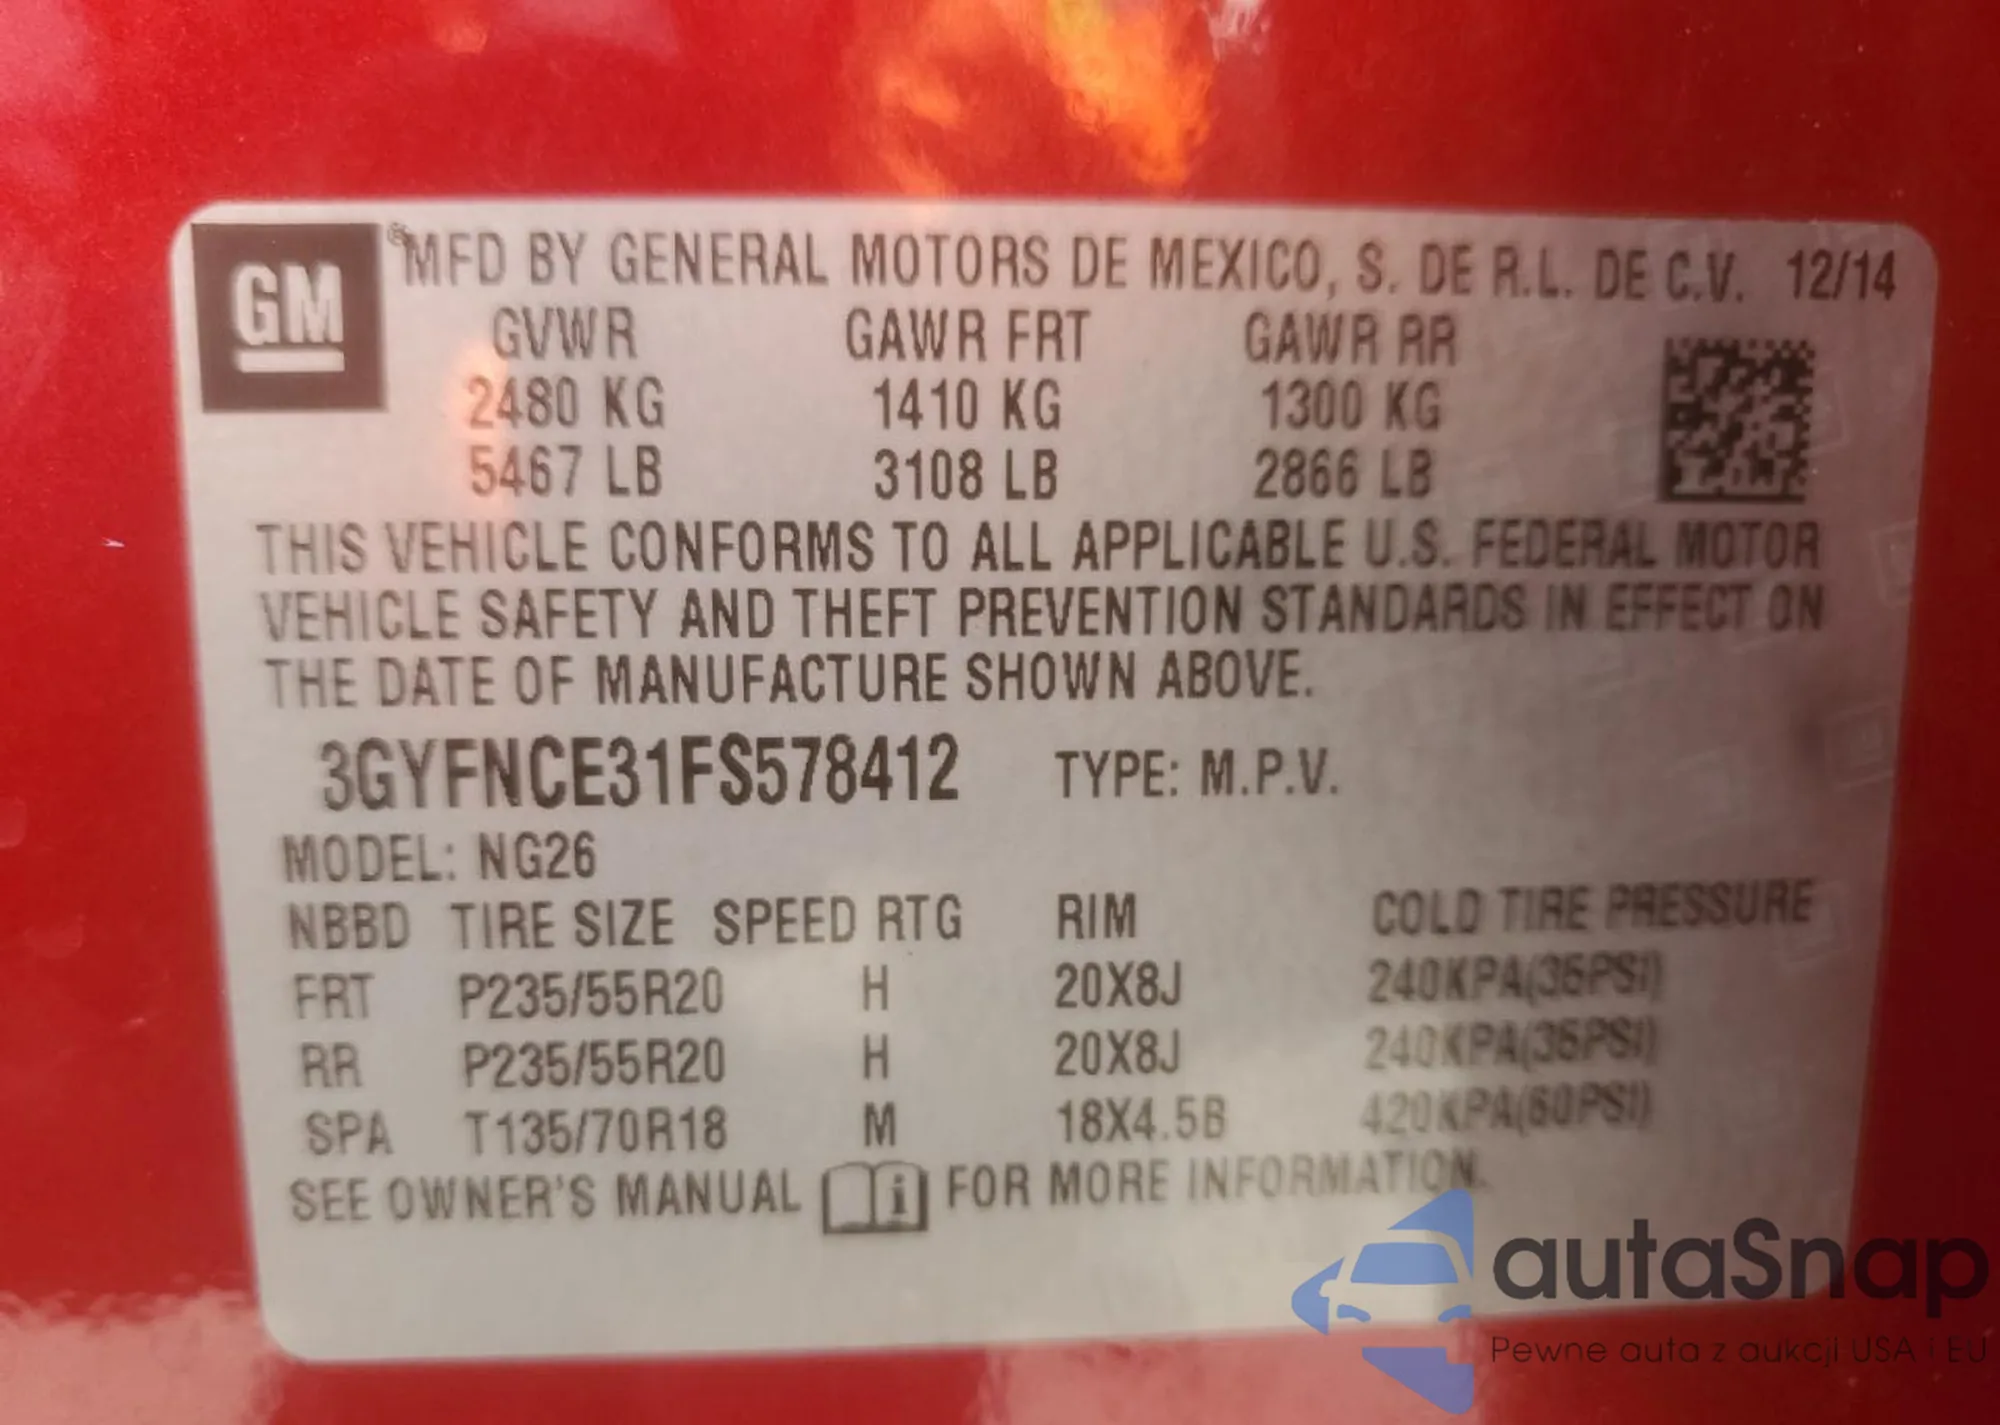 GM
®
MFD BY GENERAL MOTORS DE MEXICO, S. DE R.L. DE C.V. 12/14
GVWR GAWR FRT GAWR RR
2480 KG 1410 KG 1300 KG
5467 LB 3108 LB 2866 LB
THIS VEHICLE CONFORMS TO ALL APPLICABLE U.S. FEDERAL MOTOR
VEHICLE SAFETY AND THEFT PREVENTION STANDARDS IN EFFECT ON
THE DATE OF MANUFACTURE SHOWN ABOVE.
3GYFNCE31FS578412 TYPE: M.P.V.
MODEL: NG26
NBBD TIRE SIZE SPEED RTG RIM COLD TIRE PRESSURE
FRT P235/55R20 H 20X8J 240KPA(35PSI)
RR P235/55R20 H 20X8J 240KPA(35PSI)
SPA T135/70R18 M 18X4.5B 420KPA(60PSI)
SEE OWNER'S MANUAL i FOR MORE INFORMATION.
autaSnap
Pewne auta z aukcji USA i EU